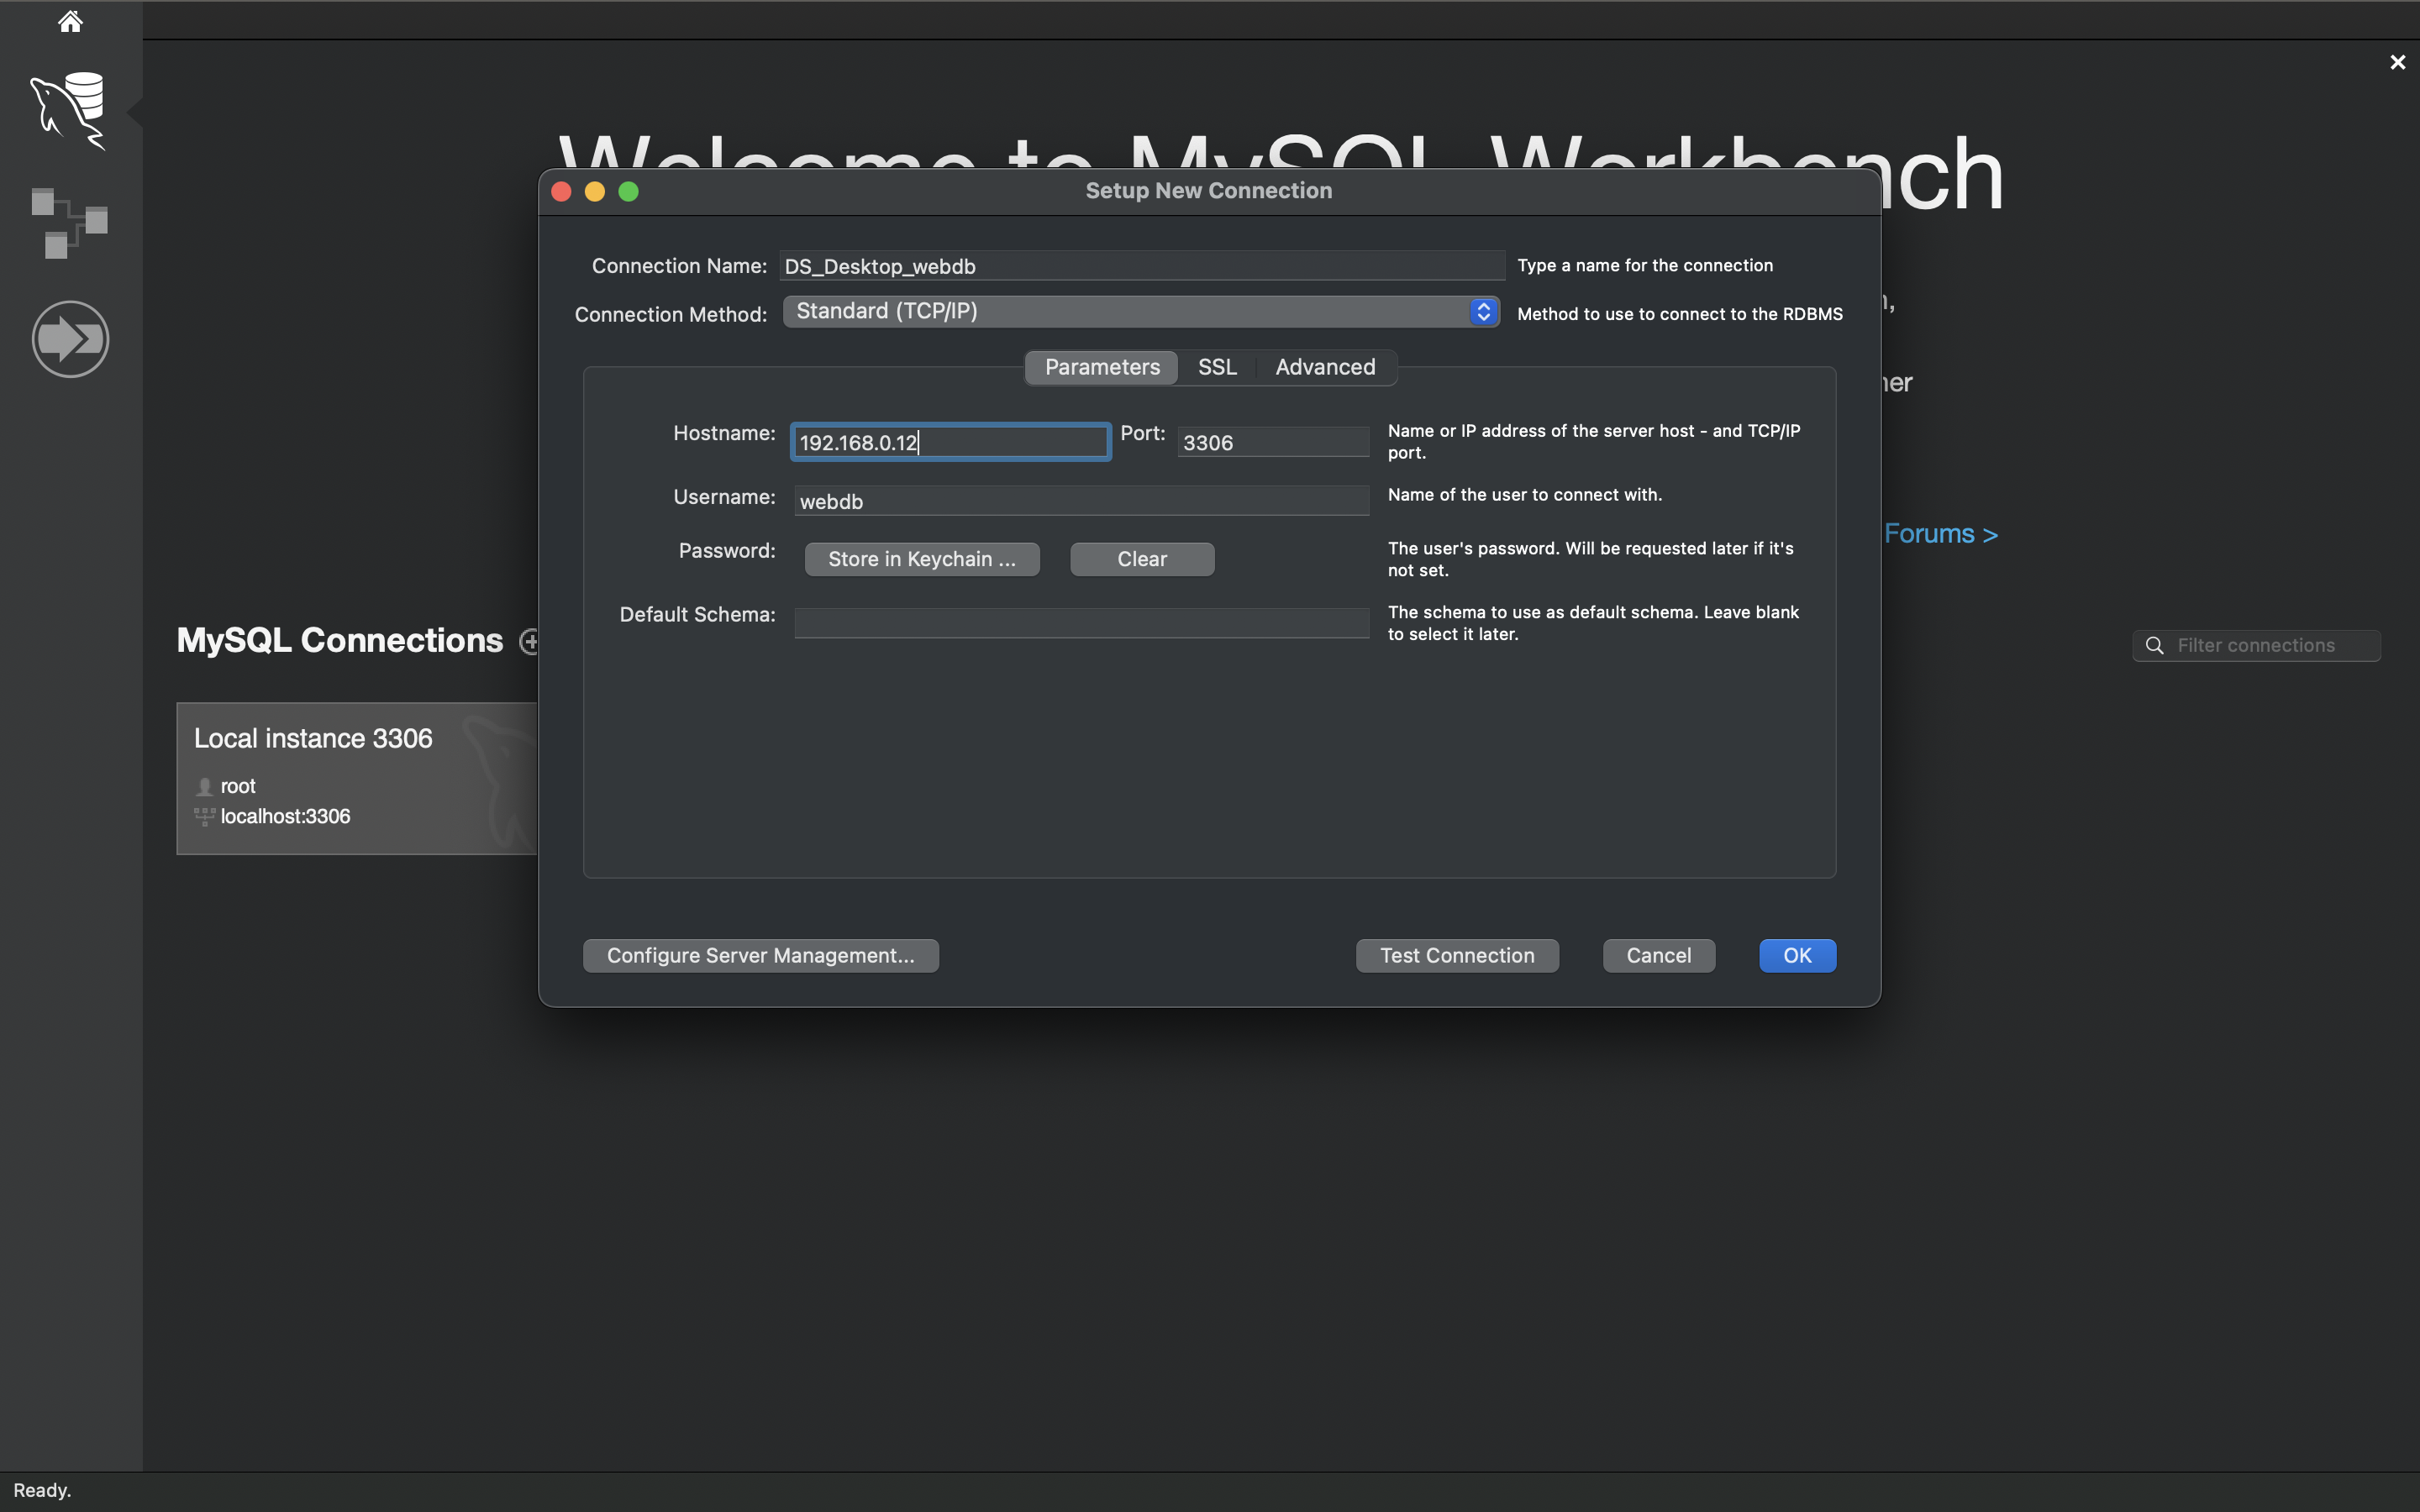 Welcome to MySQL Workbench
Setup New Connection
Connection Name:
DS_Desktop_webdb
Type a name for the connection
Connection Method:
Standard (TCP/IP)
Method to use to connect to the RDBMS
Parameters
SSL
Advanced
Hostname:
192.168.0.12
Port:
3306
Name or IP address of the server host - and TCP/IP
port.
Username:
webdb
Name of the user to connect with.
Password:
Store in Keychain ...
Clear
The user's password. Will be requested later if it's
not set.
Default Schema:
The schema to use as default schema. Leave blank
to select it later.
Configure Server Management...
Test Connection
Cancel
OK
Forums >
MySQL Connections
Filter connections
Local instance 3306
root
localhost:3306
Ready.